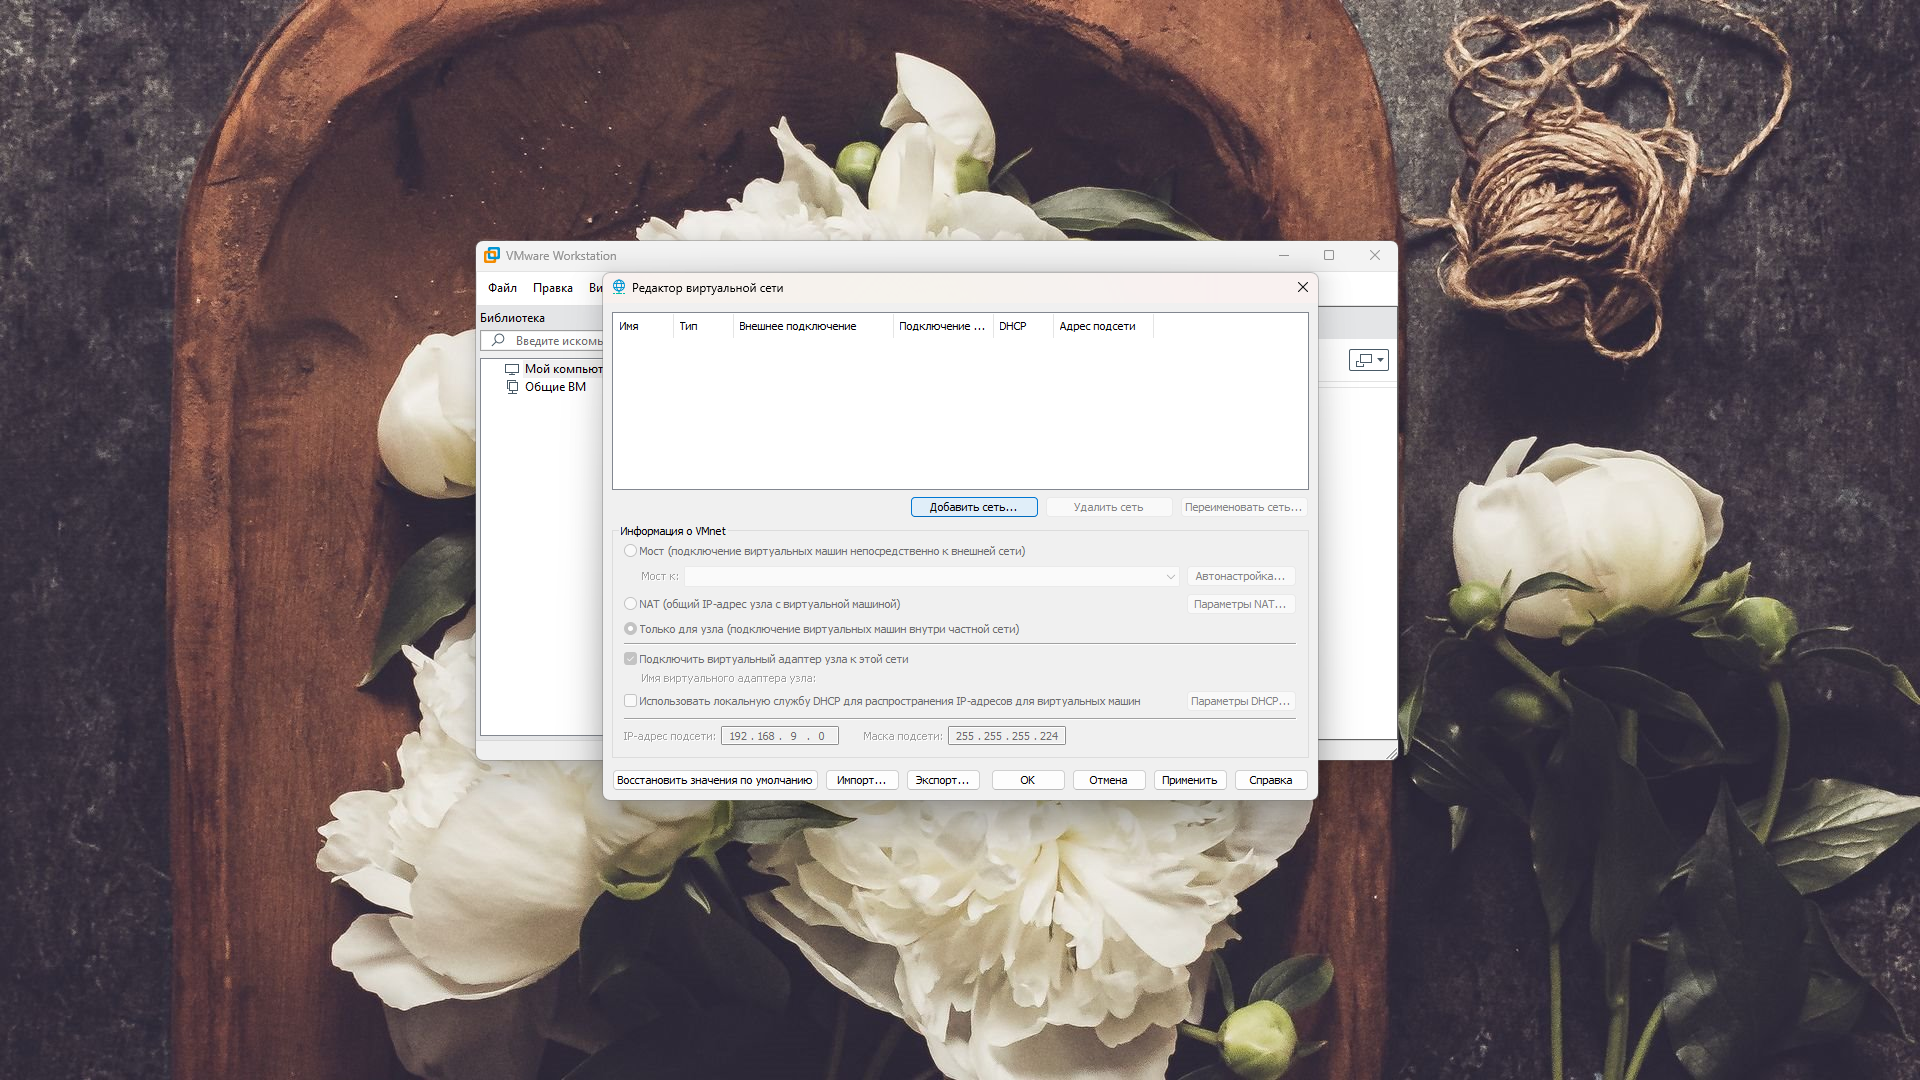 VMware Workstation
Файл Правка Ви
Редактор виртуальной сети
Библиотека
Введите искомы
Мой компьют
Общие ВМ
Имя Тип Внешнее подключение Подключение ... DHCP Адрес подсети
Добавить сеть... Удалить сеть Переименовать сеть...
Информация о VMnet
Мост (подключение виртуальных машин непосредственно к внешней сети)
Мост к: Автонастройка...
NAT (общий IP-адрес узла с виртуальной машиной) Параметры NAT...
Только для узла (подключение виртуальных машин внутри частной сети)
Подключить виртуальный адаптер узла к этой сети
Имя виртуального адаптера узла:
Использовать локальную службу DHCP для распространения IP-адресов для виртуальных машин Параметры DHCP...
IP-адрес подсети: 192 . 168 . 9 . 0 Маска подсети: 255 . 255 . 255 . 224
Восстановить значения по умолчанию Импорт... Экспорт... ОК Отмена Применить Справка